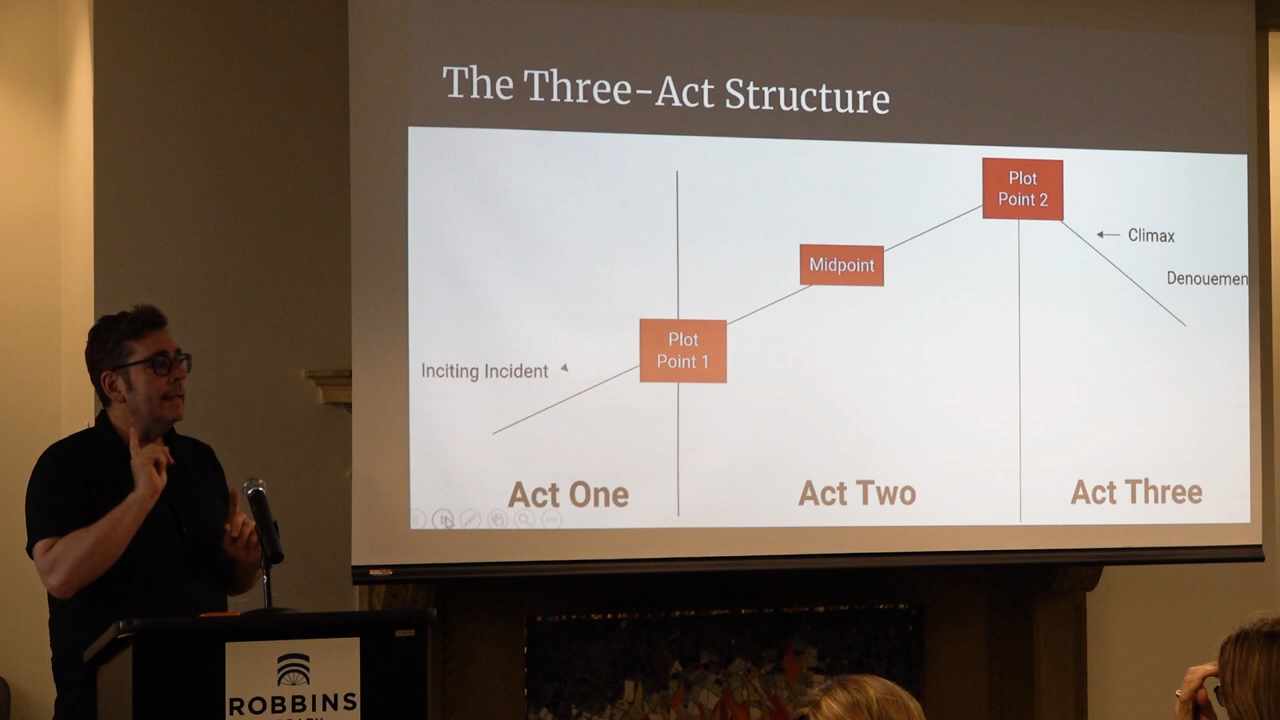 The Three-Act Structure
Plot
Point 2
Climax
Denouemen
Midpoint
Plot
Point 1
Inciting Incident
Act One
Act Two
Act Three
ROBBINS